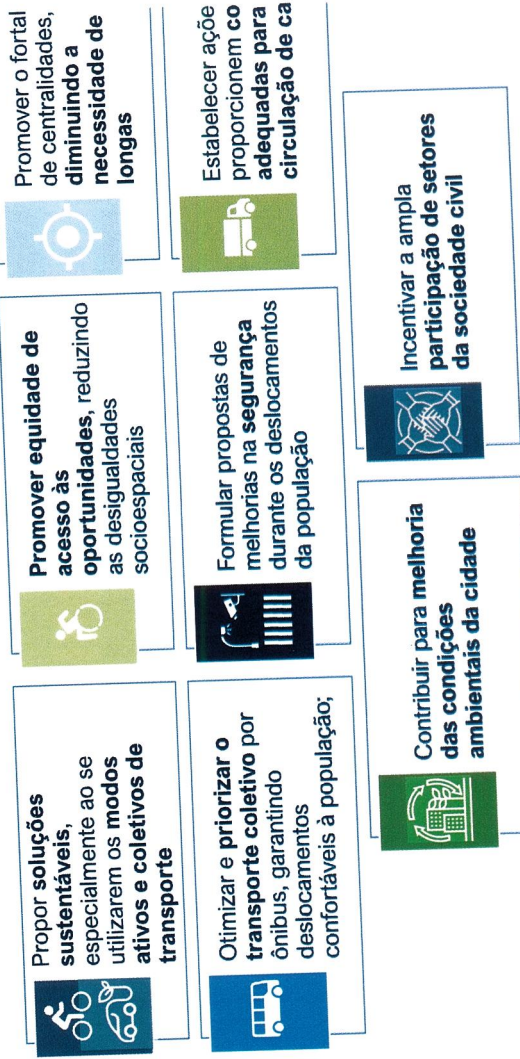 Propor soluções
sustentáveis,
especialmente ao se
utilizarem os modos
ativos e coletivos de
transporte
Promover equidade de
acesso às
oportunidades, reduzindo
as desigualdades
socioespaciais
Promover o fortal
de centralidades,
diminuindo a
necessidade de
longas
Otimizar e priorizar o
transporte coletivo por
ônibus, garantindo
deslocamentos
confortáveis à população;
Formular propostas de
melhorias na segurança
durante os deslocamentos
da população
Estabelecer açõe
proporcionem co
adequadas para
circulação de ca
Contribuir para melhoria
das condições
ambientais da cidade
Incentivar a ampla
participação de setores
da sociedade civil